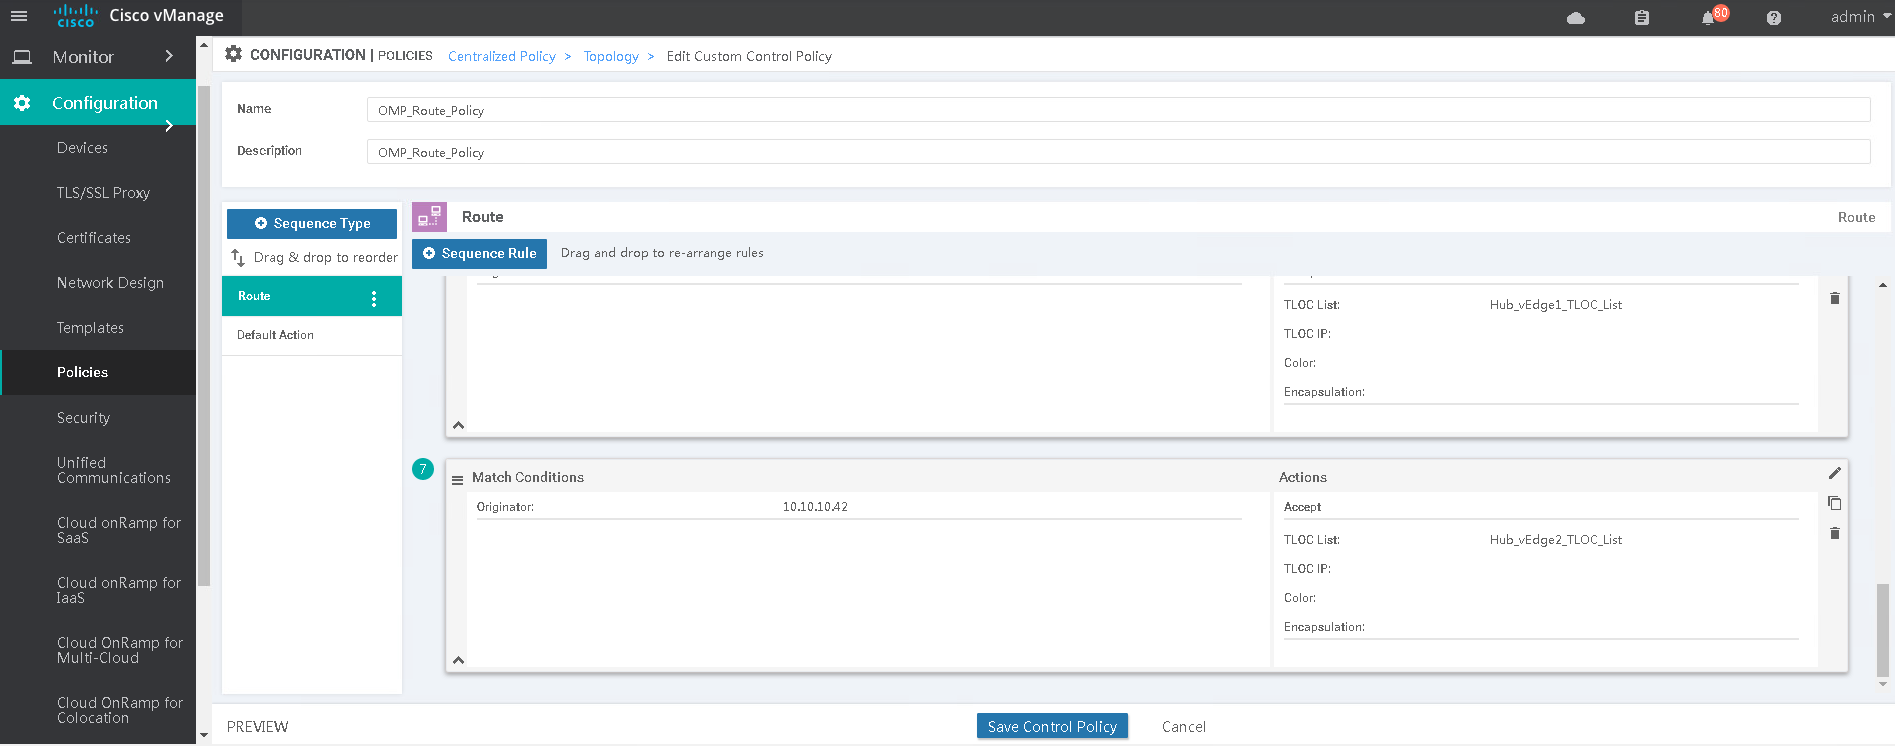 cisco Cisco vManage
80
admin
Monitor
Configuration
Devices
TLS/SSL Proxy
Certificates
Network Design
Templates
Policies
Security
Unified
Communications
Cloud onRamp for
SaaS
Cloud onRamp for
IaaS
Cloud OnRamp for
Multi-Cloud
Cloud OnRamp for
Colocation
CONFIGURATION | POLICIES Centralized Policy > Topology > Edit Custom Control Policy
Name OMP_Route_Policy
Description OMP_Route_Policy
Sequence Type
Drag & drop to reorder
Route
Default Action
Route Route
Sequence Rule Drag and drop to re-arrange rules
TLOC List: Hub_vEdge1_TLOC_List
TLOC IP:
Color:
Encapsulation:
7 Match Conditions Actions
Originator: 10.10.10.42 Accept
TLOC List: Hub_vEdge2_TLOC_List
TLOC IP:
Color:
Encapsulation:
PREVIEW Save Control Policy Cancel